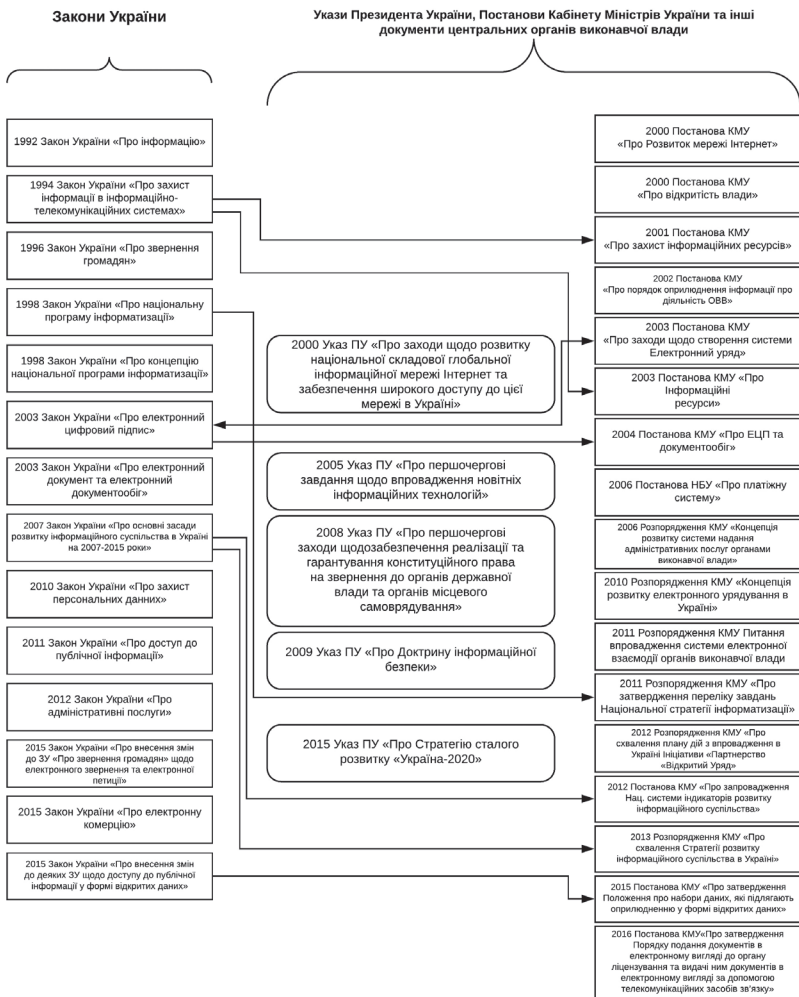 Закони України
Укази Президента України, Постанови Кабінету Міністрів України та інші
документи центральних органів виконавчої влади
1992 Закон України «Про інформацію»
1994 Закон України «Про захист
інформації в інформаційно-
телекомунікаційних системах»
1996 Закон України «Про звернення
громадян»
1998 Закон України «Про національну
програму інформатизації»
1998 Закон України «Про концепцію
національної програми інформатизації»
2003 Закон України «Про електронний
цифровий підпис»
2003 Закон України «Про електронний
документ та електронний
документообіг»
2007 Закон України «Про основні засади
розвитку інформаційного суспільства в Україні
на 2007-2015 роки»
2010 Закон України «Про захист
персональних данних»
2011 Закон України «Про доступ до
публічної інформації»
2012 Закон України «Про
адміністративні послуги»
2015 Закон України «Про внесення змін
до ЗУ «Про звернення громадян» щодо
електронного звернення та електронної
петиції»
2015 Закон України «Про електронну
комерцію»
2015 Закон України «Про внесення змін
до деяких ЗУ щодо доступу до публічної
інформації у формі відкритих даних»
2000 Указ ПУ «Про заходи щодо розвитку
національної складової глобальної
інформаційної мережі Інтернет та
забезпечення широкого доступу до цієї
мережі в Україні»
2005 Указ ПУ «Про першочергові
завдання щодо впровадження новітніх
інформаційних технологій»
2008 Указ ПУ «Про першочергові
заходи щодозабезпечення реалізації та
гарантування конституційного права
на звернення до органів державної
влади та органів місцевого
самоврядування»
2009 Указ ПУ «Про Доктрину інформаційної
безпеки»
2015 Указ ПУ «Про Стратегію сталого
розвитку «Україна-2020»
2000 Постанова КМУ
«Про Розвиток мережі Інтернет»
2000 Постанова КМУ
«Про відкритість влади»
2001 Постанова КМУ
«Про захист інформаційних ресурсів»
2002 Постанова КМУ
«Про порядок оприлюднення інформації про
діяльність ОВВ»
2003 Постанова КМУ
«Про заходи щодо створення системи
Електронний уряд»
2003 Постанова КМУ «Про
Інформаційні
ресурси»
2004 Постанова КМУ «Про ЕЦП та
документообіг»
2006 Постанова НБУ «Про платіжну
систему»
2006 Розпорядження КМУ «Концепція
розвитку системи надання
адміністративних послуг органами
виконавчої влади»
2010 Розпорядження КМУ «Концепція
розвитку електронного урядування в
Україні»
2011 Розпорядження КМУ Питання
впровадження системи електронної
взаємодії органів виконавчої влади
2011 Розпорядження КМУ «Про
затвердження переліку завдань
Національної стратегії інформатизації»
2012 Розпорядження КМУ «Про
схвалення плану дій з впровадження в
Україні Ініціативи «Партнерство
«Відкритий Уряд»
2012 Постанова КМУ «Про запровадження
Нац. системи індикаторів розвитку
інформаційного суспільства»
2013 Розпорядження КМУ «Про
схвалення Стратегії розвитку
інформаційного суспільства в Україні»
2015 Постанова КМУ «Про затвердження
Положення про набори даних, які підлягають
оприлюдненню у формі відкритих даних»
2016 Постанова КМУ«Про затвердження
Порядку подання документів в
електронному вигляді до органу
ліцензування та видачі ним документів в
електронному вигляді за допомогою
телекомунікаційних засобів зв’язку»